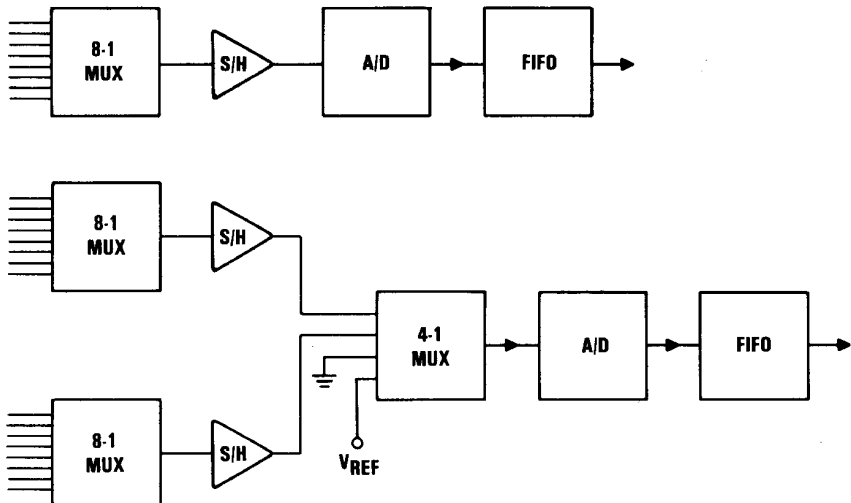 8-1
MUX
S/H
A/D
FIFO
8-1
MUX
S/H
4-1
MUX
A/D
FIFO
8-1
MUX
S/H
VREF